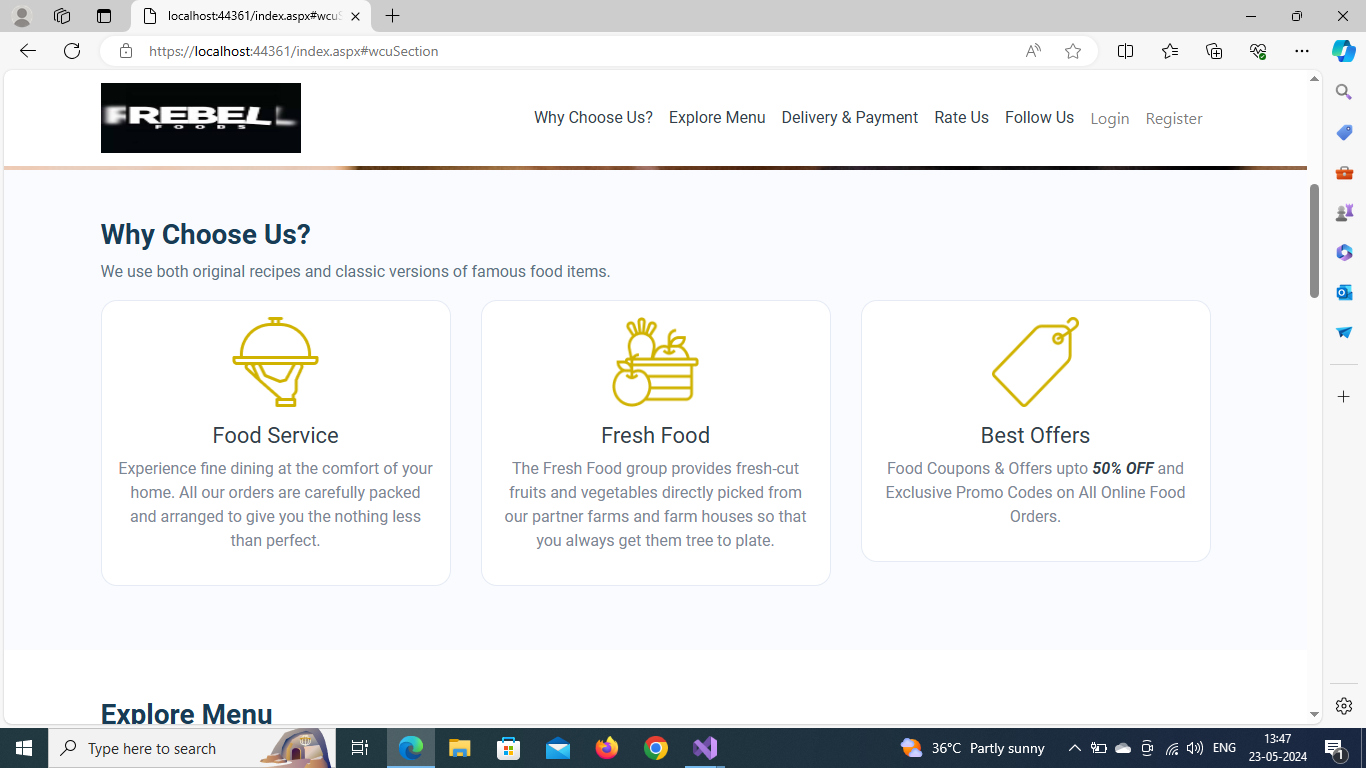 localhost:44361/index.aspx#wcuS
https://localhost:44361/index.aspx#wcuSection
FREBELL
FOODS
Why Choose Us? Explore Menu Delivery & Payment Rate Us Follow Us Login Register
Why Choose Us?
We use both original recipes and classic versions of famous food items.
Food Service
Experience fine dining at the comfort of your
home. All our orders are carefully packed
and arranged to give you the nothing less
than perfect.
Fresh Food
The Fresh Food group provides fresh-cut
fruits and vegetables directly picked from
our partner farms and farm houses so that
you always get them tree to plate.
Best Offers
Food Coupons & Offers upto 50% OFF and
Exclusive Promo Codes on All Online Food
Orders.
Explore Menu
Type here to search
36°C Partly sunny
ENG
13:47
23-05-2024
1